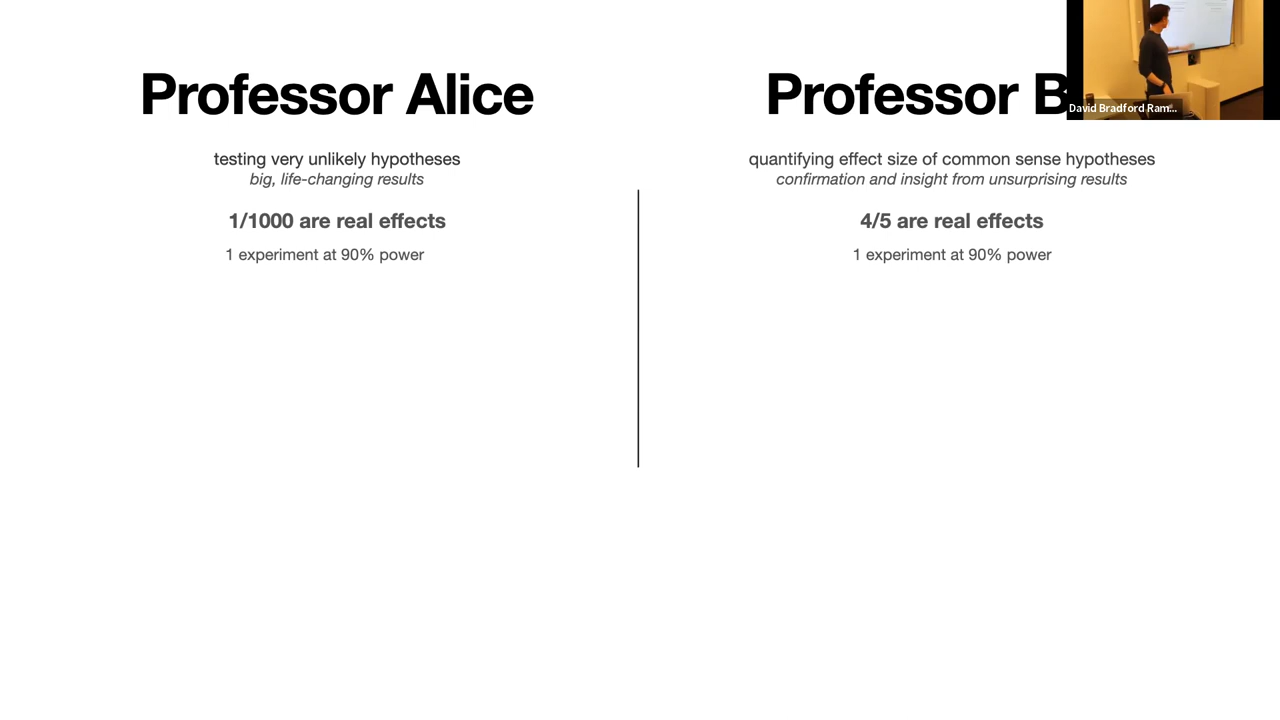 Professor Alice
testing very unlikely hypotheses
big, life-changing results
1/1000 are real effects
1 experiment at 90% power
Professor
quantifying effect size of common sense hypotheses
confirmation and insight from unsurprising results
4/5 are real effects
1 experiment at 90% power
David Bradford Ram...